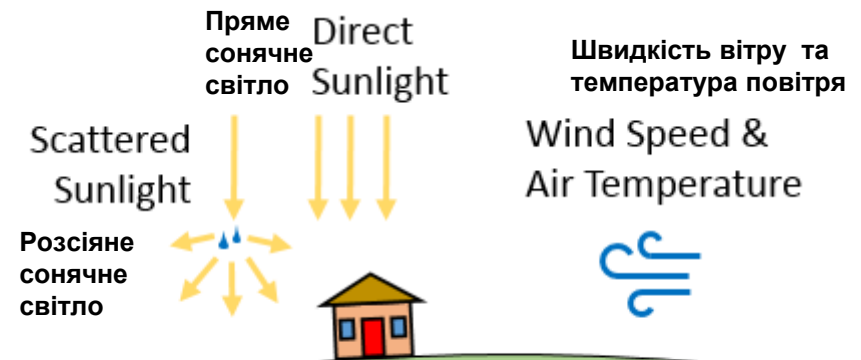 Пряме
сонячне
світло
Direct
Sunlight
Швидкість вітру та
температура повітря
Scattered
Sunlight
Wind Speed &
Air Temperature
Розсіяне
сонячне
світло